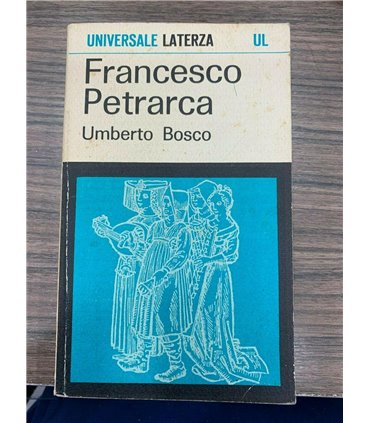 UNIVERSALE LATERZA UL
Francesco
Petrarca
Umberto Bosco